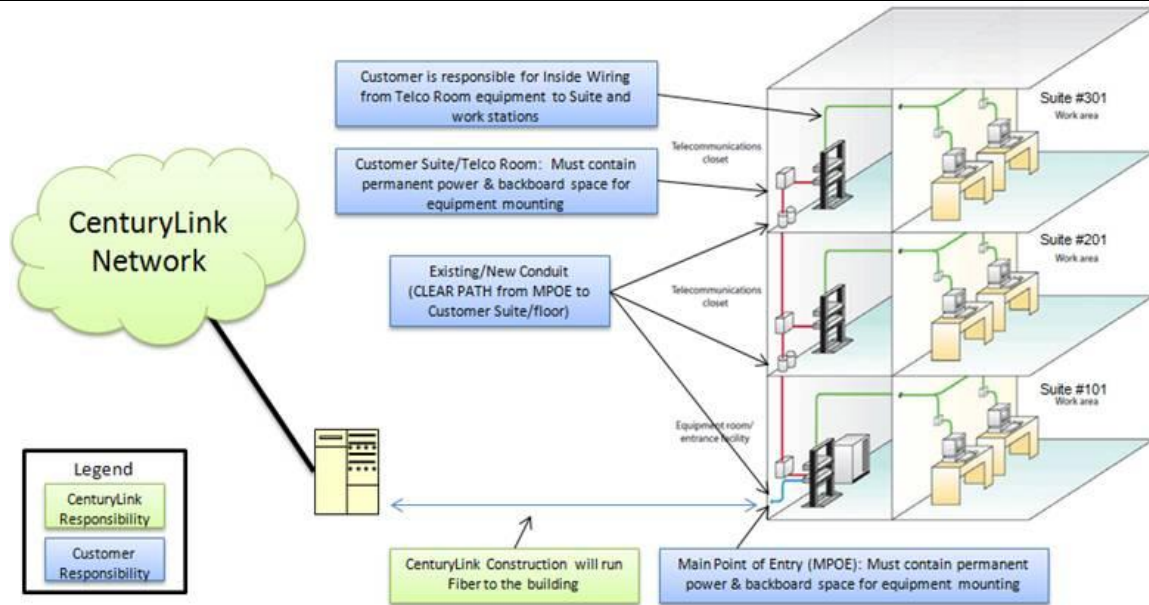 Customer is responsible for Inside Wiring
from Telco Room equipment to Suite and
work stations
Customer Suite/Telco Room: Must contain
permanent power & backboard space for
equipment mounting
Existing/New Conduit
(CLEAR PATH from MPOE to
Customer Suite/floor)
CenturyLink
Network
Telecommunications
closet
Suite #301
Work area
Telecommunications
closet
Suite #201
Work area
Equipment room/
entrance facility
Suite #101
Work area
Legend
CenturyLink
Responsibility
Customer
Responsibility
CenturyLink Construction will run
Fiber to the building
Main Point of Entry (MPOE): Must contain permanent
power & backboard space for equipment mounting